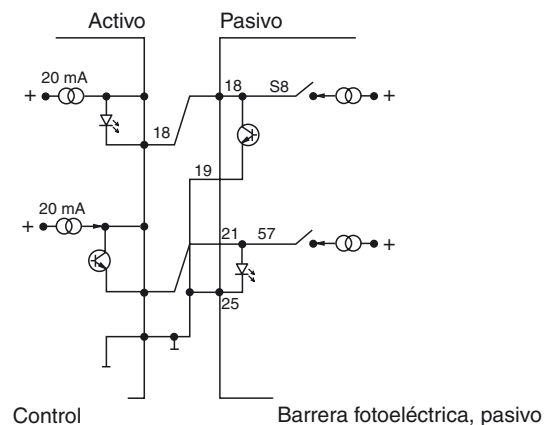 Activo Pasivo
20 mA 18 S8
+ +
18
19
20 mA
+ 21 57 +
25
Control Barrera fotoeléctrica, pasivo